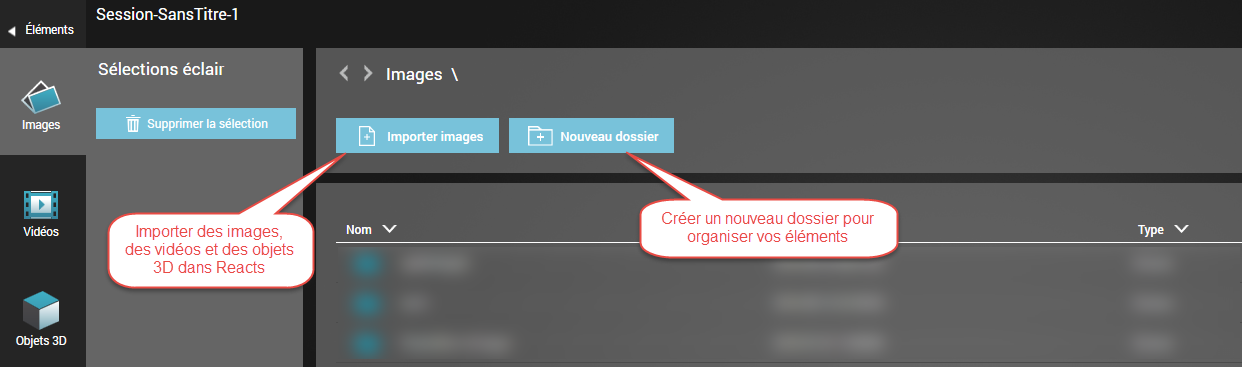 Session-SansTitre-1
Éléments
Images
Vidéos
Objets 3D
Sélections éclair
Supprimer la sélection
Images \
Importer images
Nouveau dossier
Importer des images,
des vidéos et des objets
3D dans Reacts
Créer un nouveau dossier pour
organiser vos éléments
Nom
Type